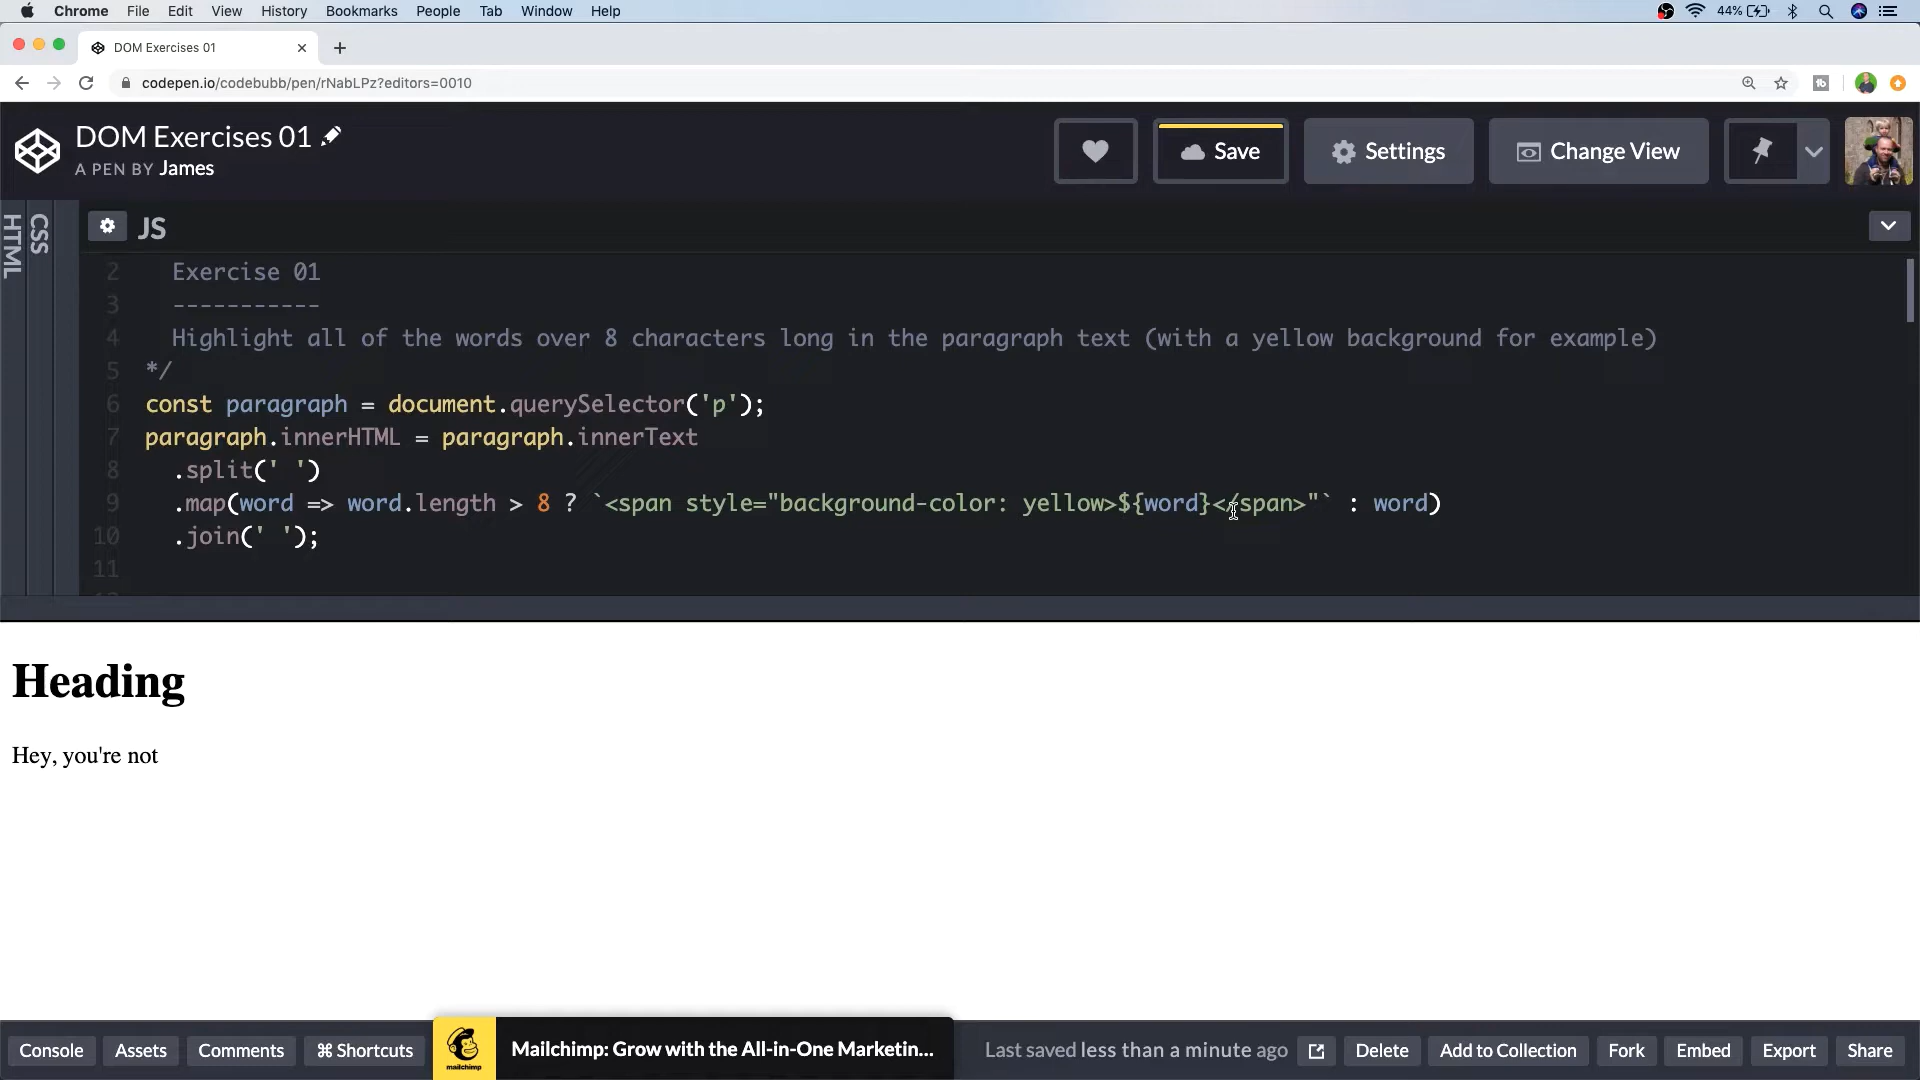 Chrome File Edit View History Bookmarks People Tab Window Help 44%
DOM Exercises 01
codepen.io/codebubb/pen/rNabLPz?editors=0010
DOM Exercises 01
A PEN BY James
Save Settings Change View
HTML
CSS
JS
2 Exercise 01
3 -----------
4 Highlight all of the words over 8 characters long in the paragraph text (with a yellow background for example)
5 */
6 const paragraph = document.querySelector('p');
7 paragraph.innerHTML = paragraph.innerText
8 .split(' ')
9 .map(word => word.length > 8 ? `<span style="background-color: yellow>${word}</span>"` : word)
10 .join(' ');
11
Heading
Hey, you're not
Console Assets Comments ⌘ Shortcuts mailchimp Mailchimp: Grow with the All-in-One Marketin... Last saved less than a minute ago Delete Add to Collection Fork Embed Export Share